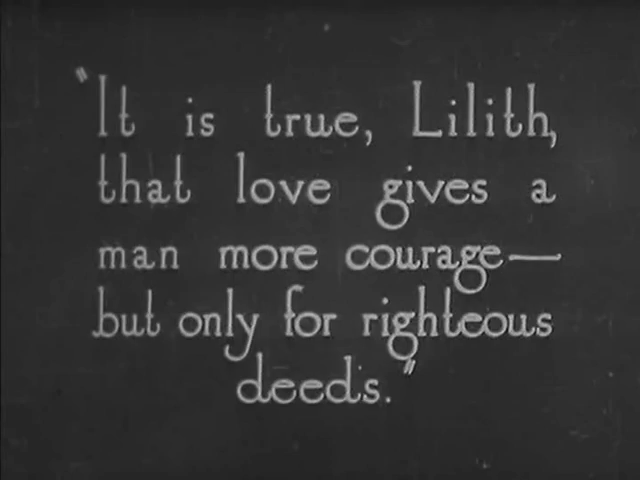 "It is true, Lilith,
that love gives a
man more courage—
but only for righteous
deeds."